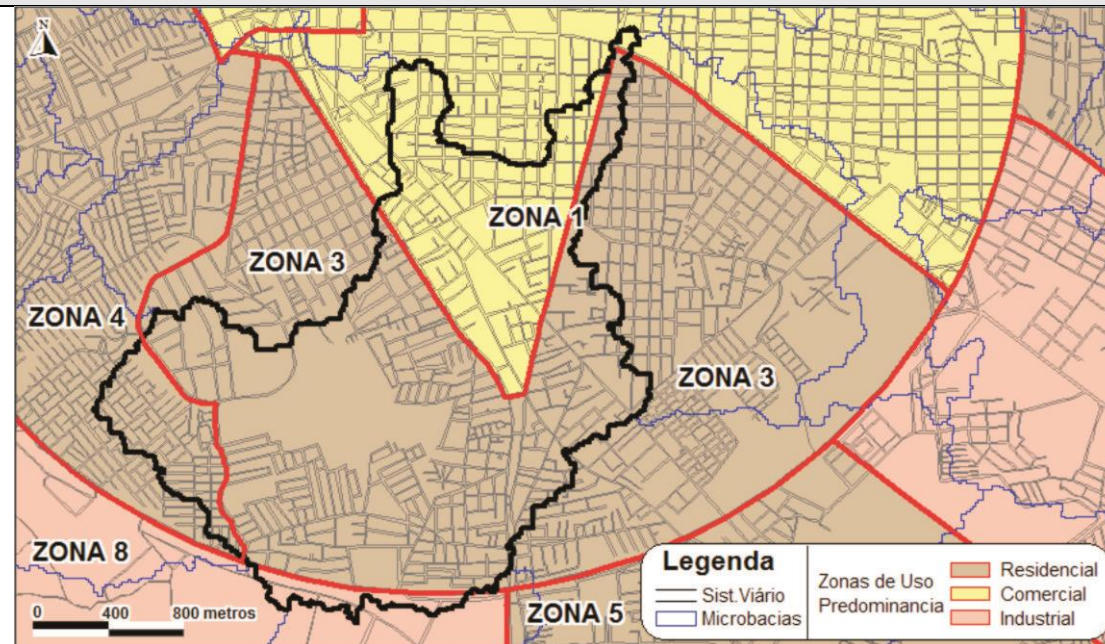 N
ZONA 1
ZONA 3
ZONA 4
ZONA 3
ZONA 8
0 400 800 metros
ZONA 5
Legenda
Sist.Viário
Microbacias
Zonas de Uso
Predominancia
Residencial
Comercial
Industrial